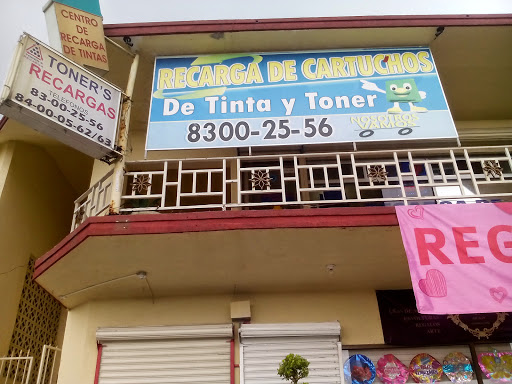 CENTRO
DE
RECARGA
DE TINTAS
TONER'S
RECARGAS
TELEFONOS
83-00-25-56
84-00-05-62/63
RECARGA DE CARTUCHOS
De Tinta y Toner
8300-25-56
REG